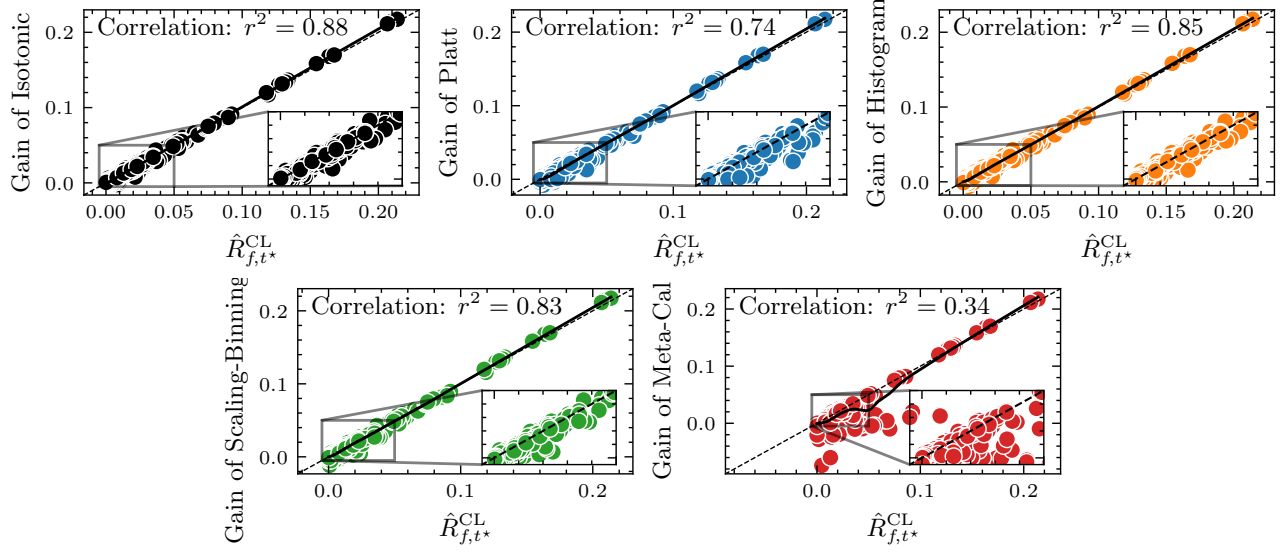 Correlation: r² = 0.88
Gain of Isotonic
0.2
0.1
0.0
0.00 0.05 0.10 0.15 0.20
R̂^CL_f,t⋆
Correlation: r² = 0.74
Gain of Platt
0.2
0.1
0.0
0.0 0.1 0.2
R̂^CL_f,t⋆
Correlation: r² = 0.85
Gain of Histogram
0.2
0.1
0.0
0.00 0.05 0.10 0.15 0.20
R̂^CL_f,t⋆
Correlation: r² = 0.83
Gain of Scaling-Binning
0.2
0.1
0.0
0.0 0.1 0.2
R̂^CL_f,t⋆
Correlation: r² = 0.34
Gain of Meta-Cal
0.2
0.1
0.0
0.0 0.1 0.2
R̂^CL_f,t⋆